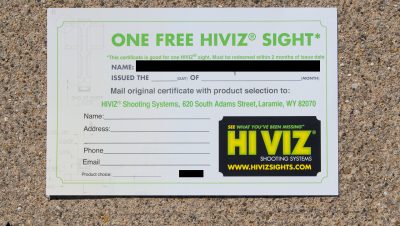 ONE FREE HIVIZ® SIGHT*
*This certificate is good for one HIVIZ® sight. Must be redeemed within 2 months of issue date
NAME:
ISSUED THE (DAY) OF (MONTH)
Mail original certificate with product selection to:
HIVIZ® Shooting Systems, 620 South Adams Street, Laramie, WY 82070
Name:
Address:
Phone
Email
Product choice:
SEE WHAT YOU'VE BEEN MISSING™
HIVIZ®
SHOOTING SYSTEMS
WWW.HIVIZSIGHTS.COM